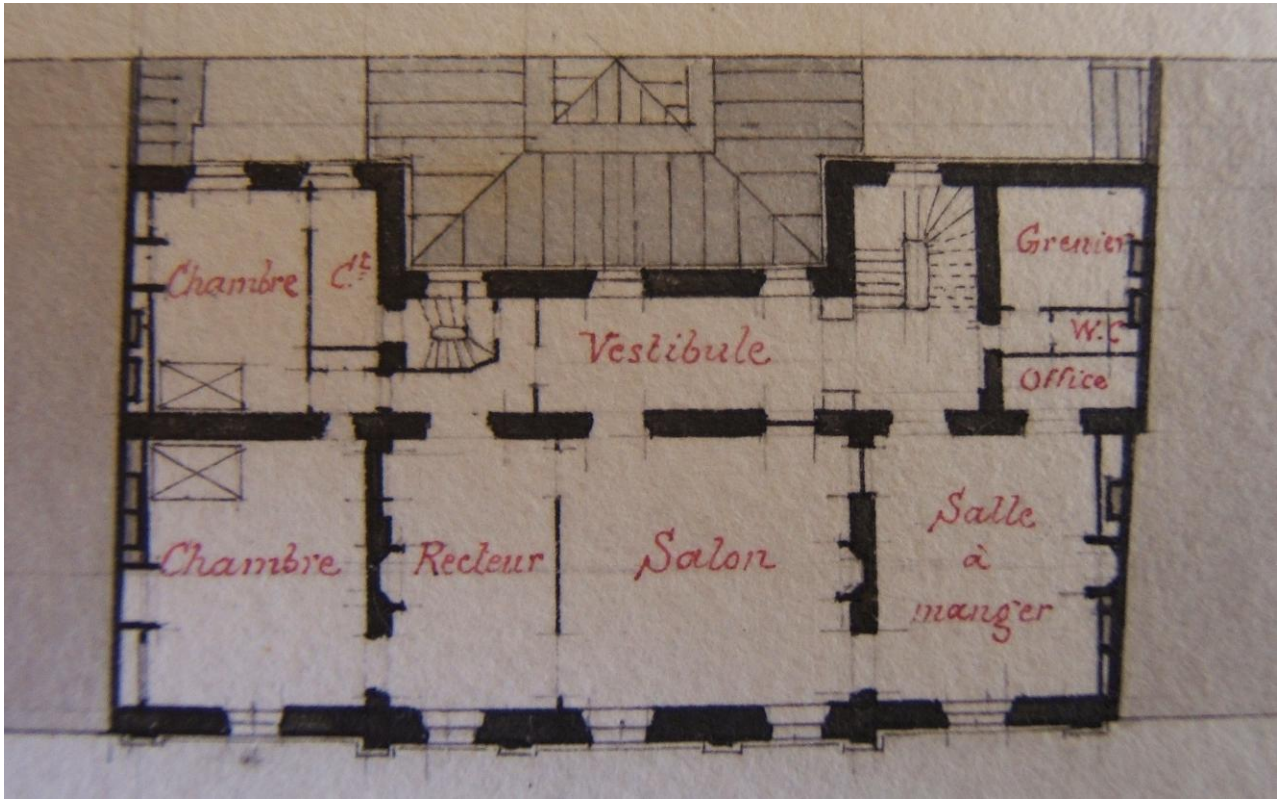 Grenier
Chambre
Cᵗ
Vestibule
W.C
Office
Chambre
Recteur
Salon
Salle
à
manger